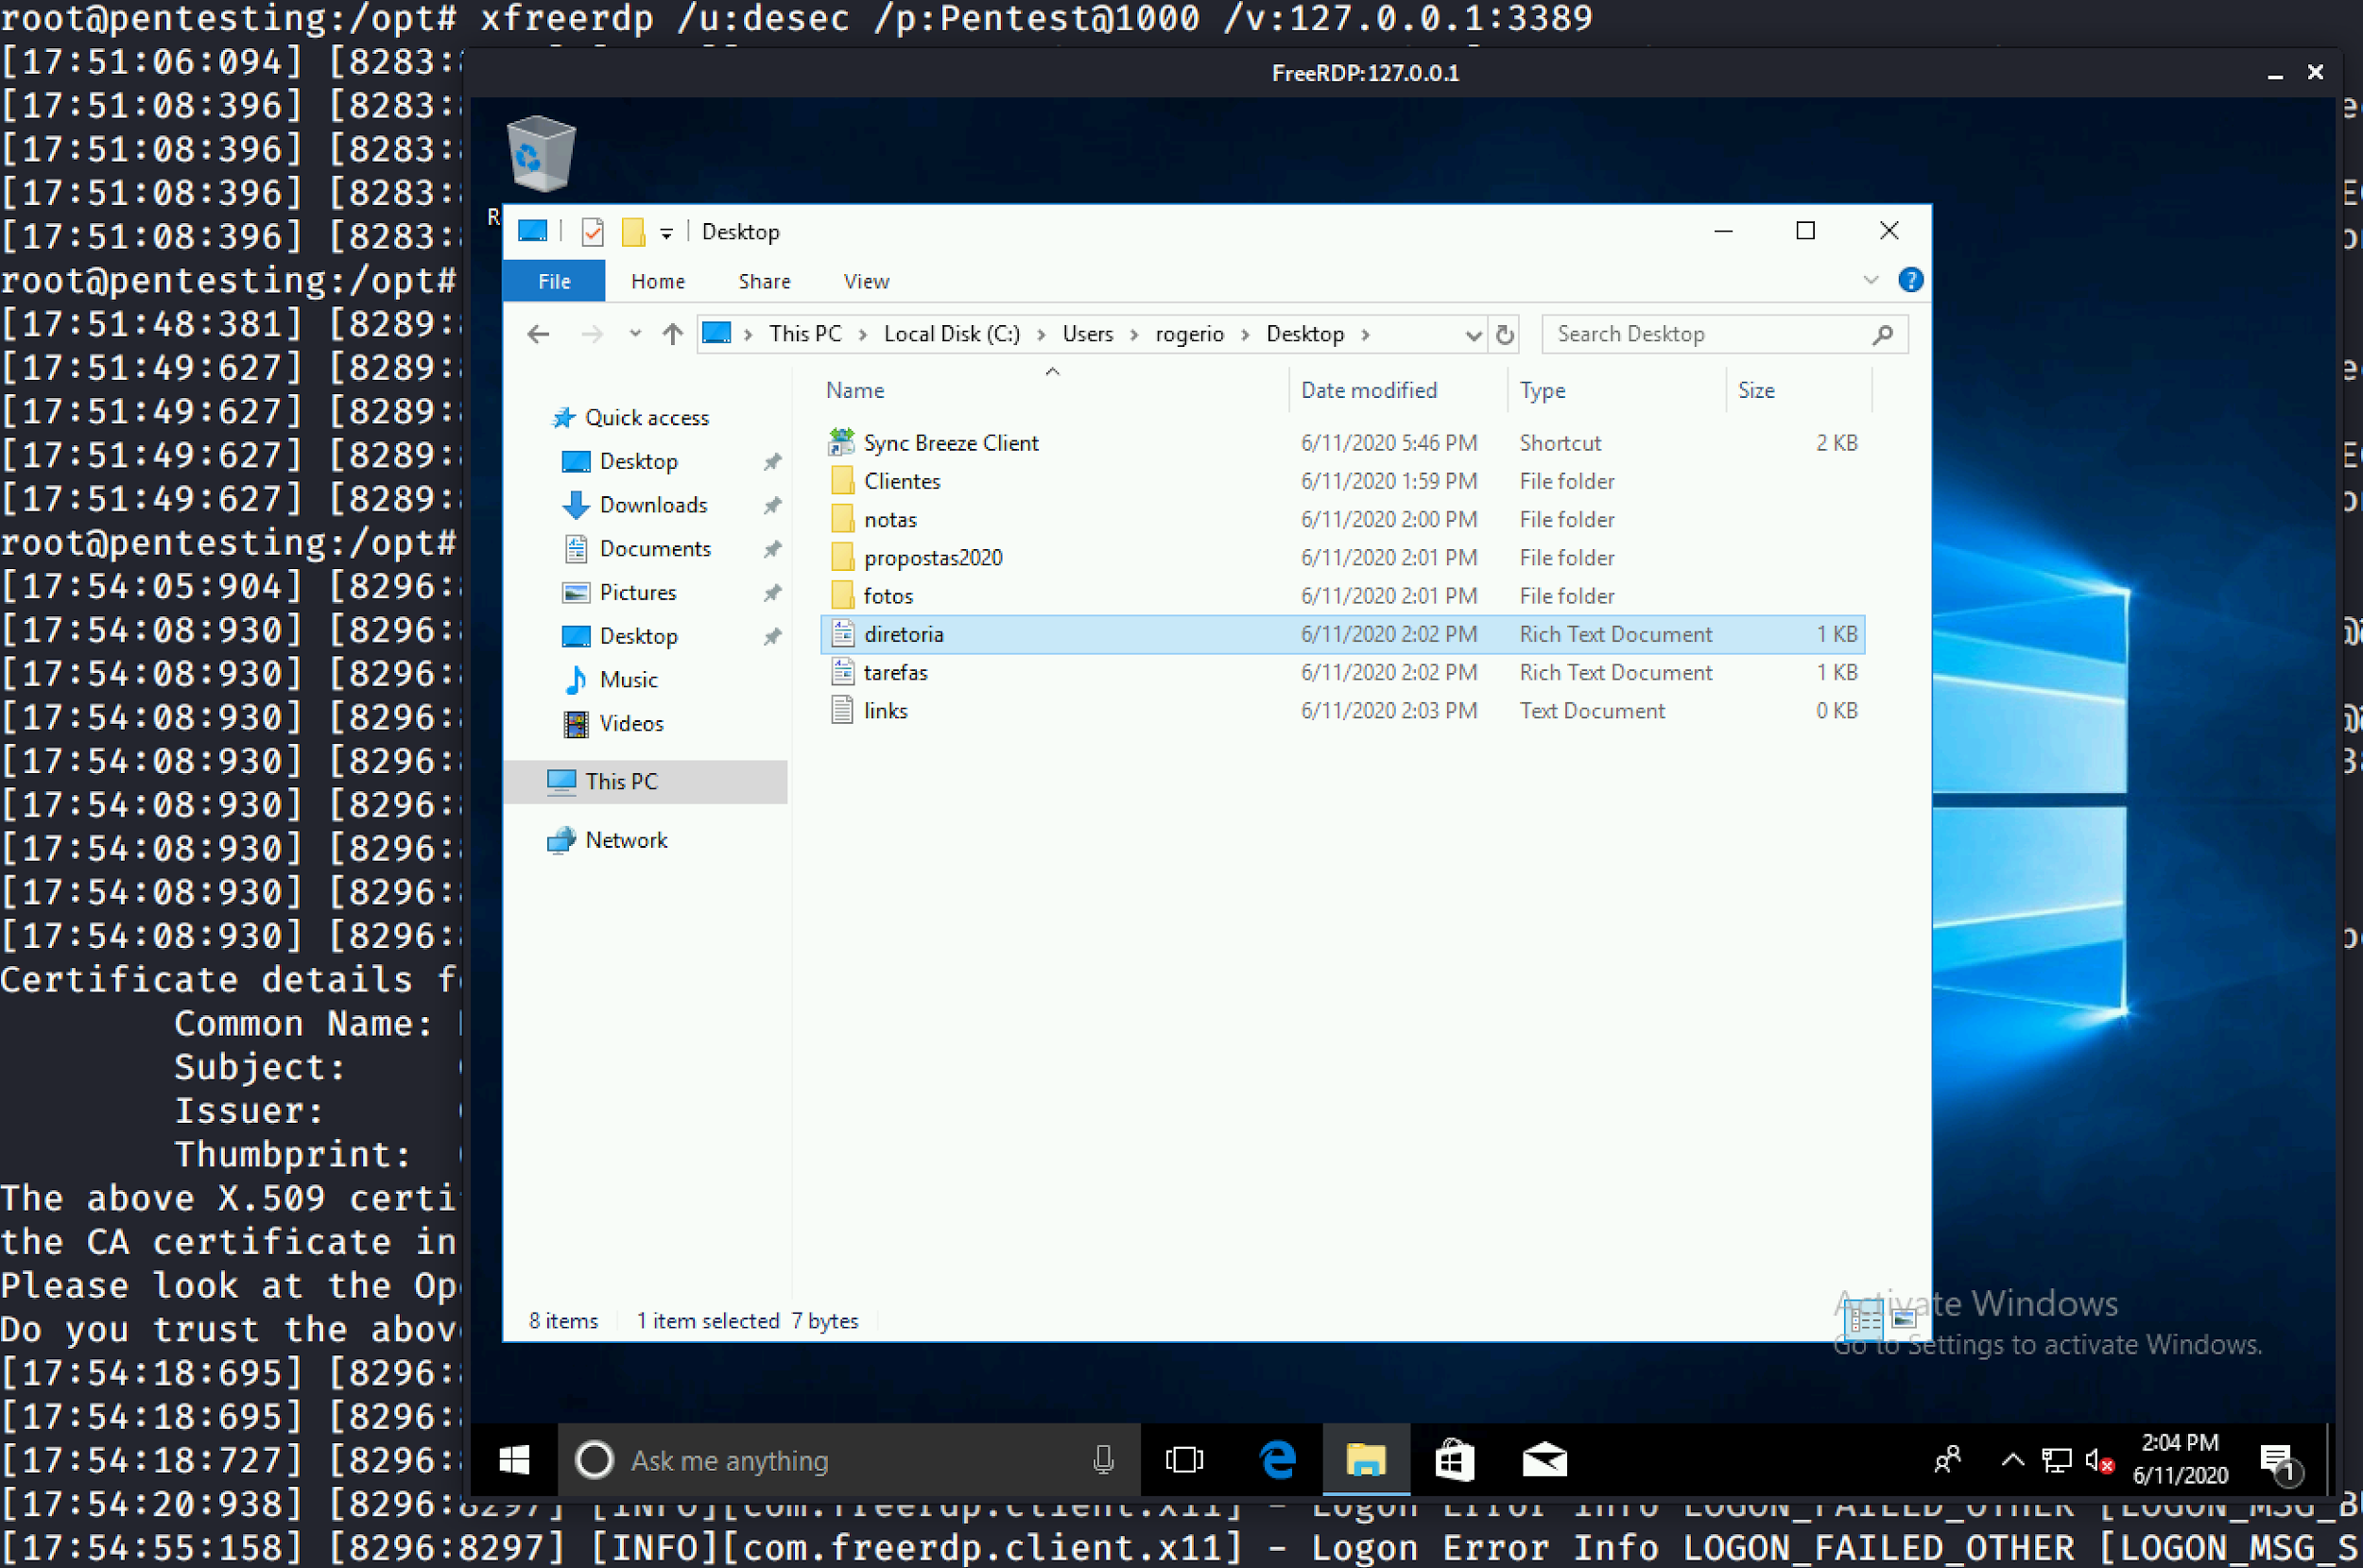 root@pentesting:/opt# xfreerdp /u:desec /p:Pentest@1000 /v:127.0.0.1:3389
[17:51:06:094] [8283:
FreeRDP:127.0.0.1
[17:51:08:396] [8283:
[17:51:08:396] [8283:
[17:51:08:396] [8283:
[17:51:08:396] [8283:
root@pentesting:/opt#
[17:51:48:381] [8289:
[17:51:49:627] [8289:
[17:51:49:627] [8289:
[17:51:49:627] [8289:
[17:51:49:627] [8289:
root@pentesting:/opt#
[17:54:05:904] [8296:
[17:54:08:930] [8296:
[17:54:08:930] [8296:
[17:54:08:930] [8296:
[17:54:08:930] [8296:
[17:54:08:930] [8296:
[17:54:08:930] [8296:
[17:54:08:930] [8296:
[17:54:08:930] [8296:
Certificate details
Common Name:
Subject:
Issuer:
Thumbprint:
The above X.509
the CA certificate in
Please look at the
Do you trust the
[17:54:18:695] [8296:
[17:54:18:695] [8296:
[17:54:18:727] [8296:
Desktop
File Home Share View
This PC > Local Disk (C:) > Users > rogerio > Desktop >
Search Desktop
Name Date modified Type Size
Quick access
Desktop
Downloads
Documents
Pictures
Desktop
Music
Videos
This PC
Network
Sync Breeze Client 6/11/2020 5:46 PM Shortcut 2 KB
Clientes 6/11/2020 1:59 PM File folder
notas 6/11/2020 2:00 PM File folder
propostas2020 6/11/2020 2:01 PM File folder
fotos 6/11/2020 2:01 PM File folder
diretoria 6/11/2020 2:02 PM Rich Text Document 1 KB
tarefas 6/11/2020 2:02 PM Rich Text Document 1 KB
links 6/11/2020 2:03 PM Text Document 0 KB
8 items 1 item selected 7 bytes
Activate Windows
Go to Settings to activate Windows.
Ask me anything
2:04 PM
6/11/2020
1
[17:54:20:938] [8296:8297] [INFO][com.freerdp.client.x11] - Logon Error Info LOGON_FAILED_OTHER [LOGON_MSG_
[17:54:55:158] [8296:8297] [INFO][com.freerdp.client.x11] - Logon Error Info LOGON_FAILED_OTHER [LOGON_MSG_S